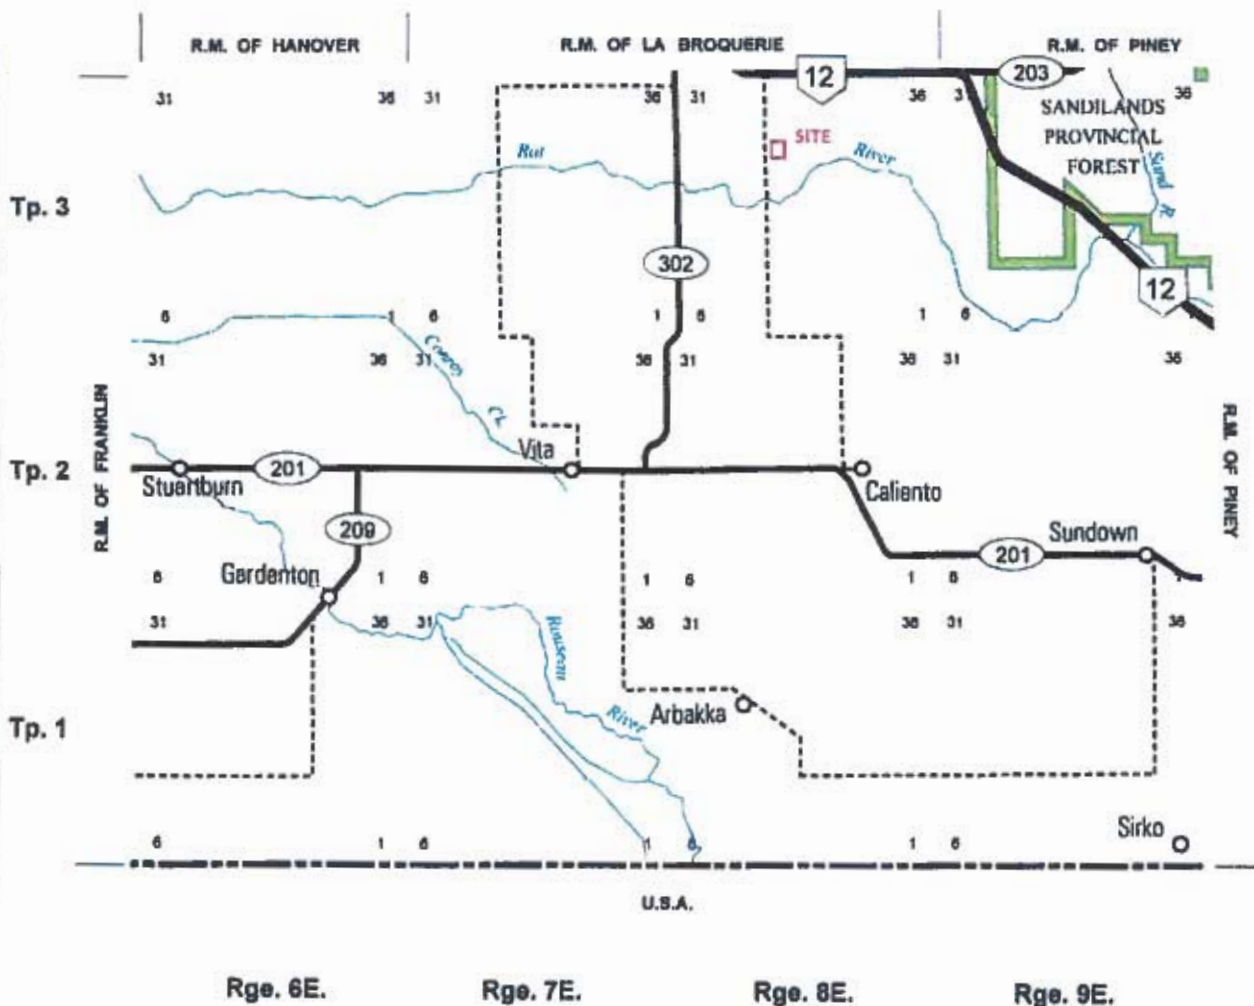 R.M. OF HANOVER
R.M. OF LA BROQUERIE
R.M. OF PINEY
12
203
31
36
31
36
31
36
3
36
SANDILANDS
PROVINCIAL
FOREST
SITE
Rat
River
Sand R.
Tp. 3
302
12
6
1
6
1
6
1
6
31
36
31
36
31
36
31
36
Conroy
Ck.
R.M. OF FRANKLIN
R.M. OF PINEY
Tp. 2
Vita
201
Stuartburn
Caliento
209
Sundown
201
Gardenton
6
1
6
1
6
1
6
31
36
31
36
31
36
31
36
Rouseau
River
Arbakka
Tp. 1
Sirko
6
1
6
1
6
1
6
U.S.A.
Rge. 6E.
Rge. 7E.
Rge. 8E.
Rge. 9E.